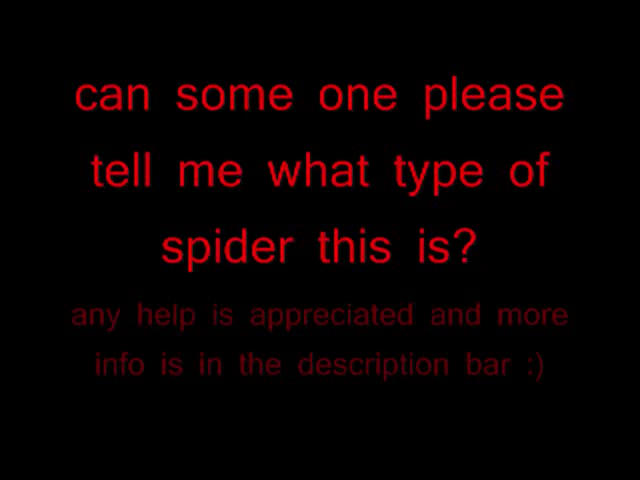 can some one please
tell me what type of
spider this is?
any help is appreciated and more
info is in the description bar :)